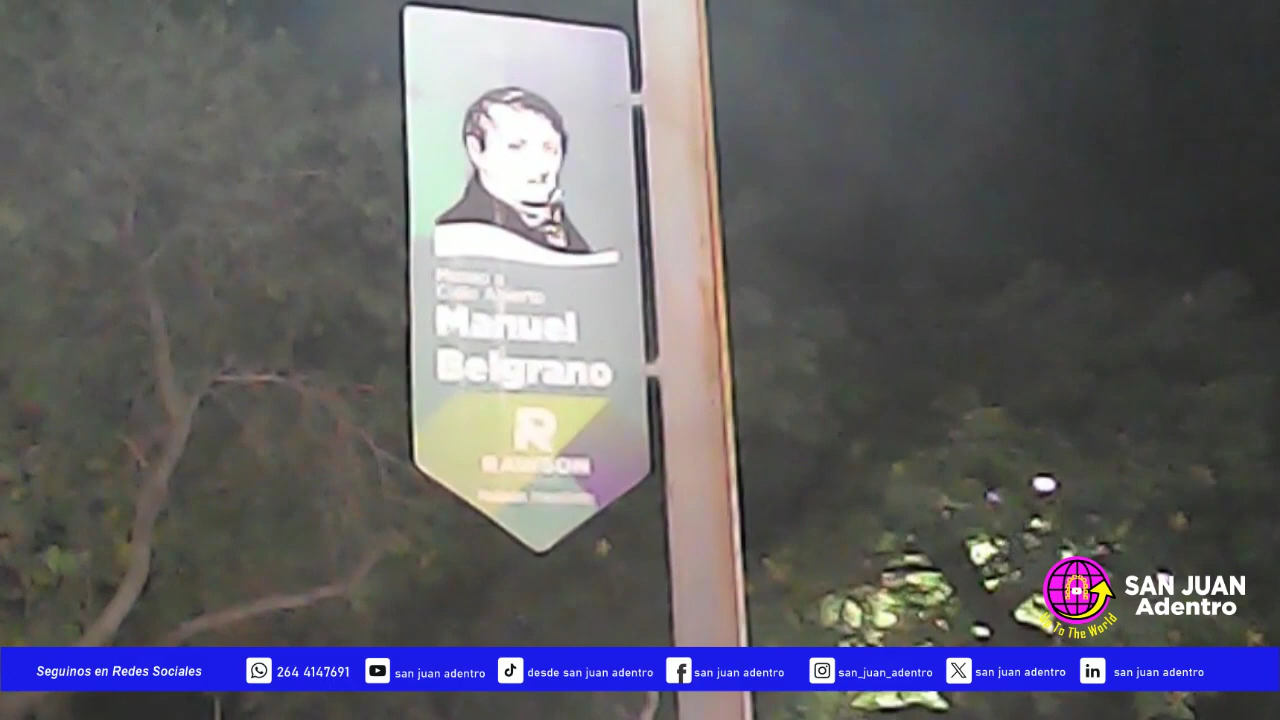 Museo a
Cielo Abierto
Manuel
Belgrano
R
RAWSON
SAN JUAN
Adentro
To The World
Seguinos en Redes Sociales
264 4147691
san juan adentro
desde san juan adentro
san juan adentro
san_juan_adentro
san juan adentro
san juan adentro